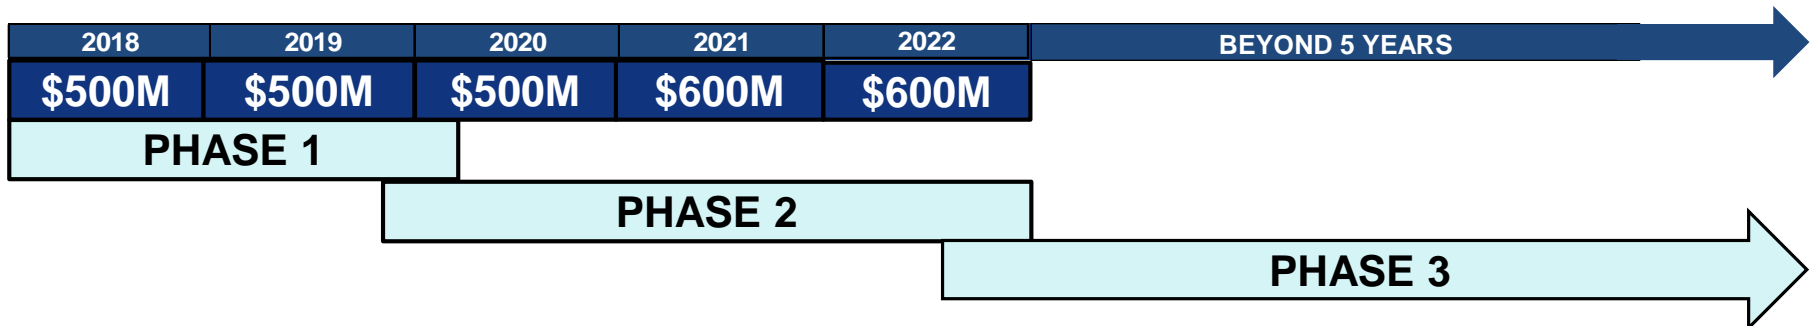 2018 2019 2020 2021 2022 BEYOND 5 YEARS
$500M $500M $500M $600M $600M
PHASE 1
PHASE 2
PHASE 3